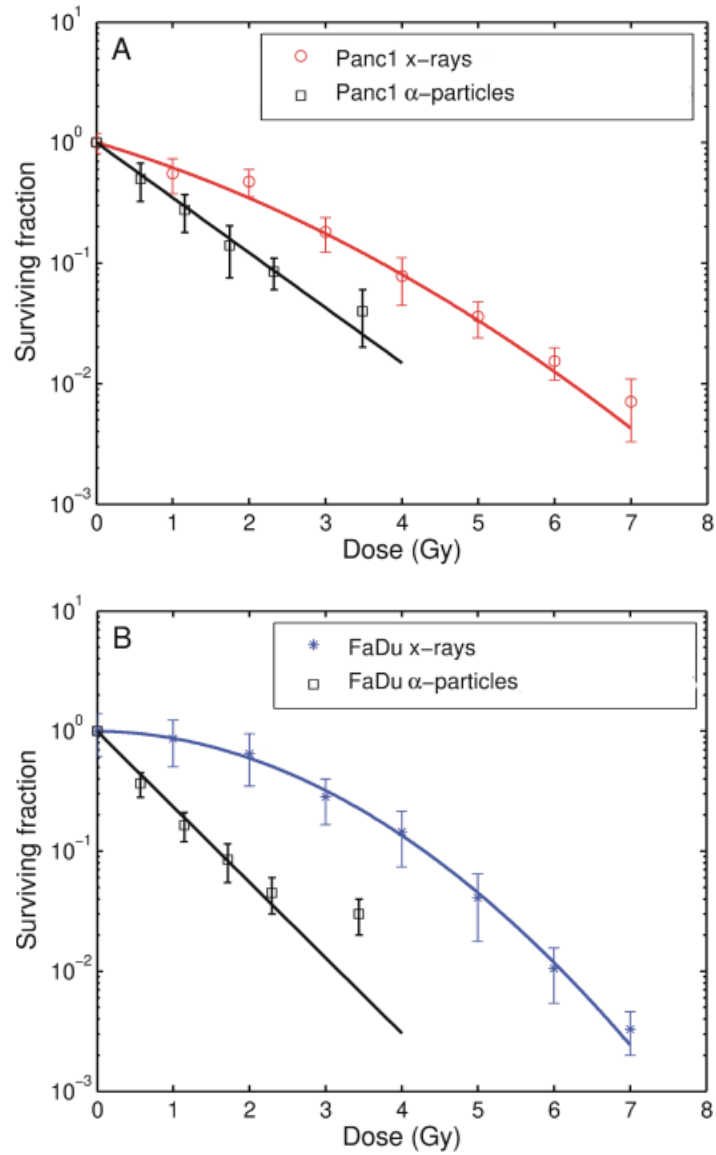 A
Panc1 x-rays
Panc1 α-particles
Surviving fraction
10^1
10^0
10^-1
10^-2
10^-3
0 1 2 3 4 5 6 7 8
Dose (Gy)
B
FaDu x-rays
FaDu α-particles
Surviving fraction
10^1
10^0
10^-1
10^-2
10^-3
0 1 2 3 4 5 6 7 8
Dose (Gy)